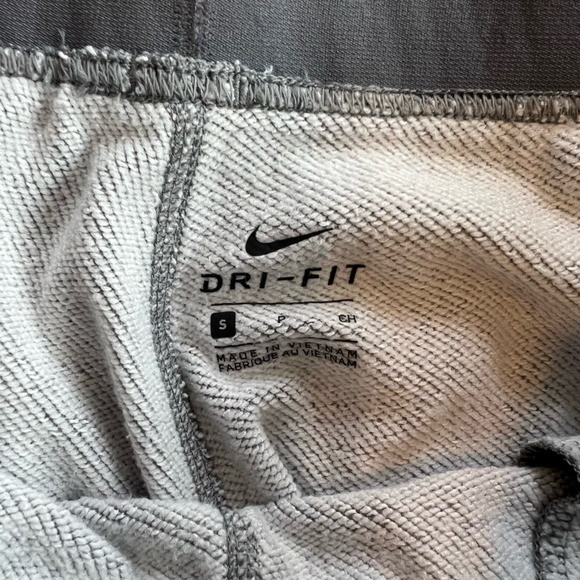 DRI-FIT
S P CH
MADE IN VIETNAM
FABRIQUE AU VIETNAM